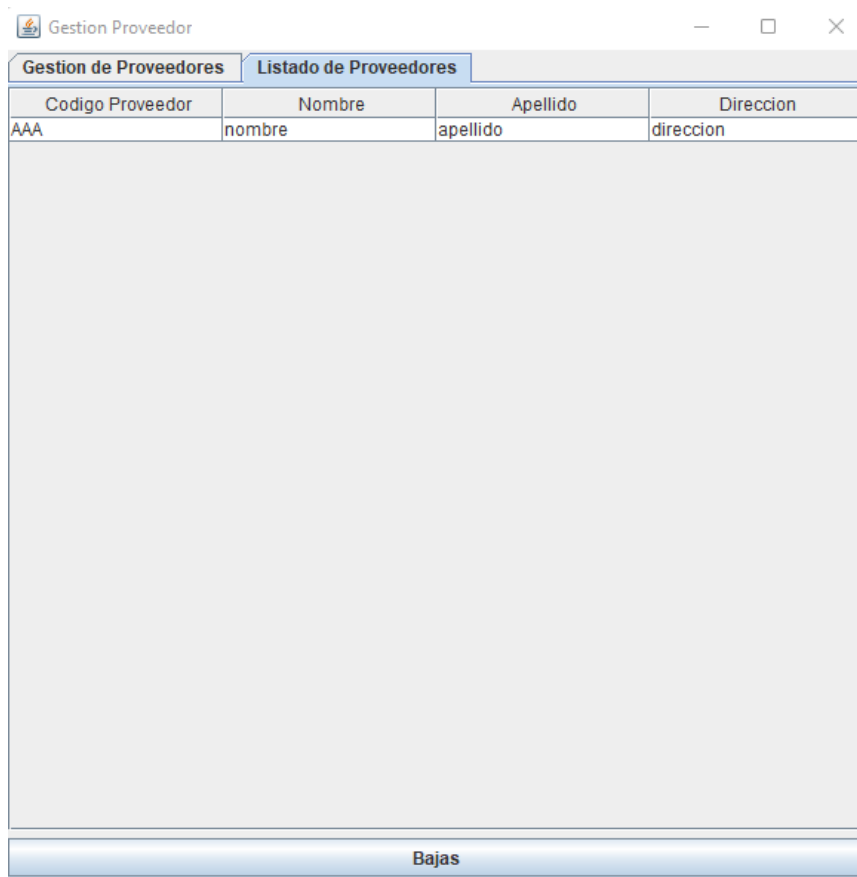 Gestion Proveedor
Gestion de Proveedores Listado de Proveedores
Codigo Proveedor Nombre Apellido Direccion
AAA nombre apellido direccion
Bajas